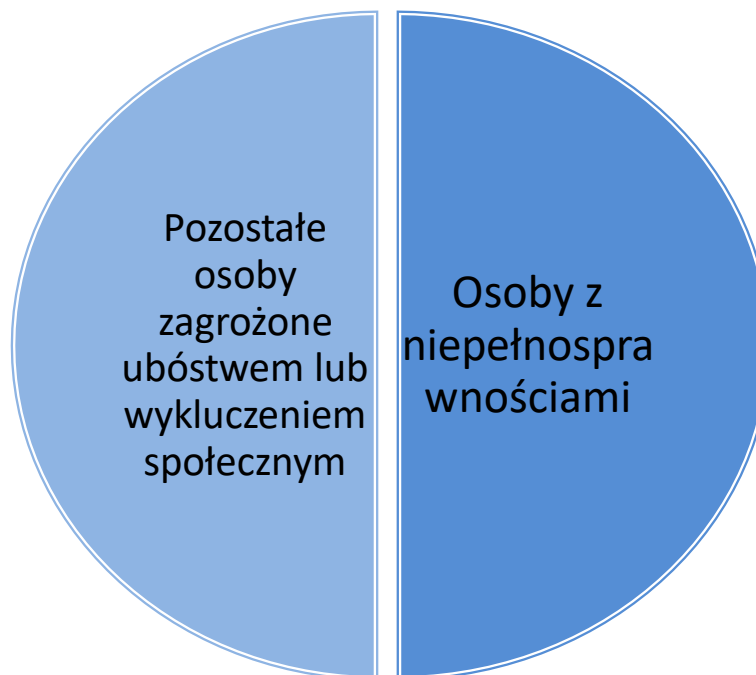 Pozostałe
osoby
zagrożone
ubóstwem lub
wykluczeniem
społecznym
Osoby z
niepełnospra
wnościami